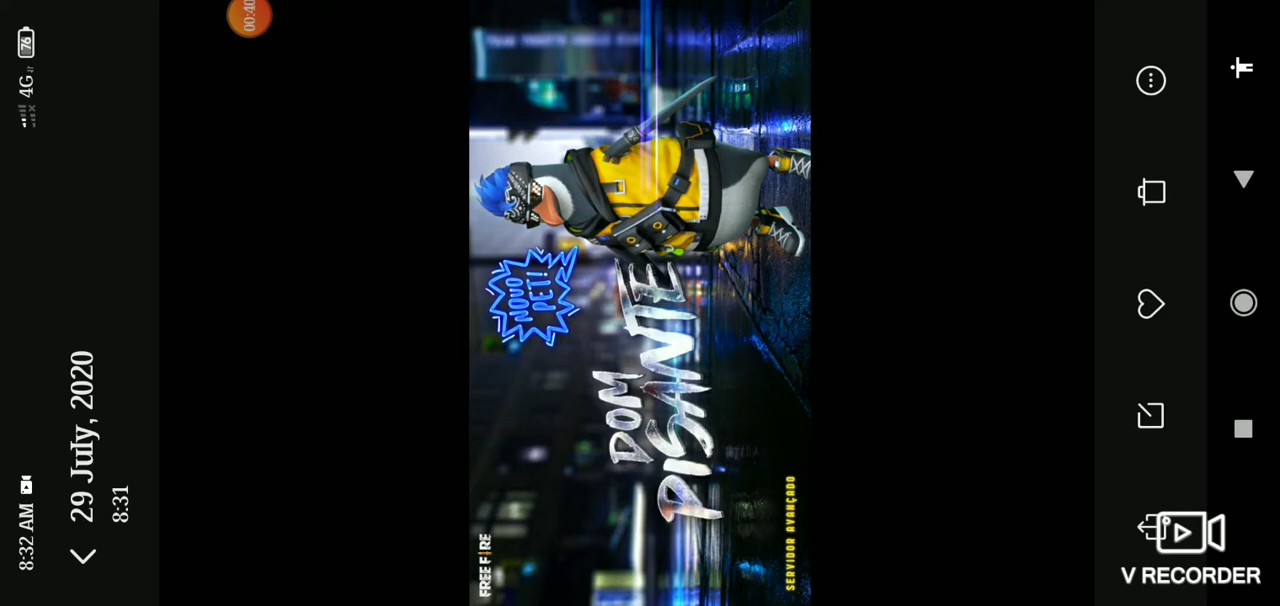 8:32 AM
4G
76
29 July, 2020
8:31
00:40
FREE FIRE
NOVO
PET!
DOM
PISANTE
SERVIDOR AVANÇADO
V RECORDER